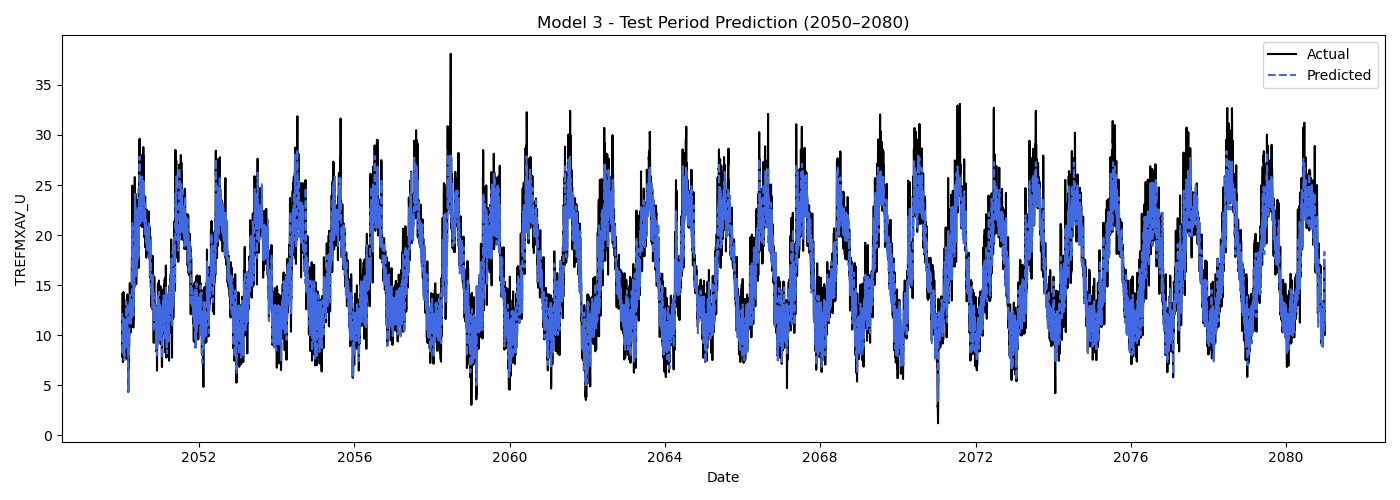 Model 3 - Test Period Prediction (2050–2080)
Actual
Predicted
TREFMXAV_U
35
30
25
20
15
10
5
0
2052 2056 2060 2064 2068 2072 2076 2080
Date